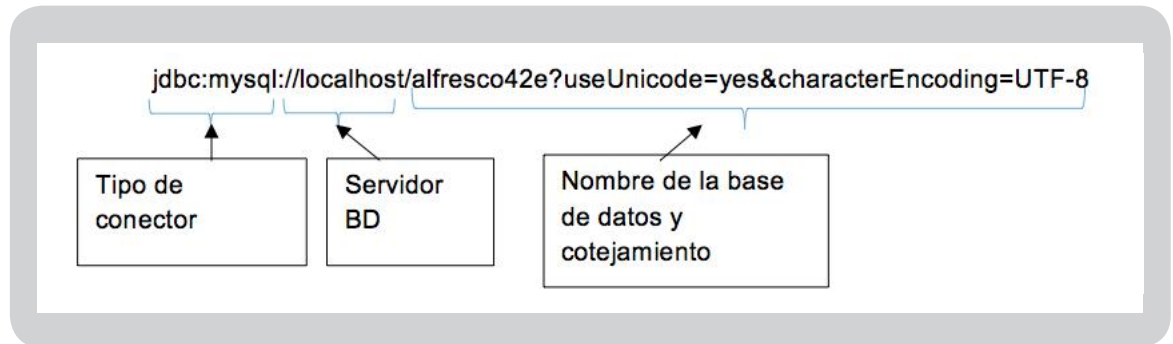 jdbc:mysql://localhost/alfresco42e?useUnicode=yes&characterEncoding=UTF-8
Tipo de
conector
Servidor
BD
Nombre de la base
de datos y
cotejamiento